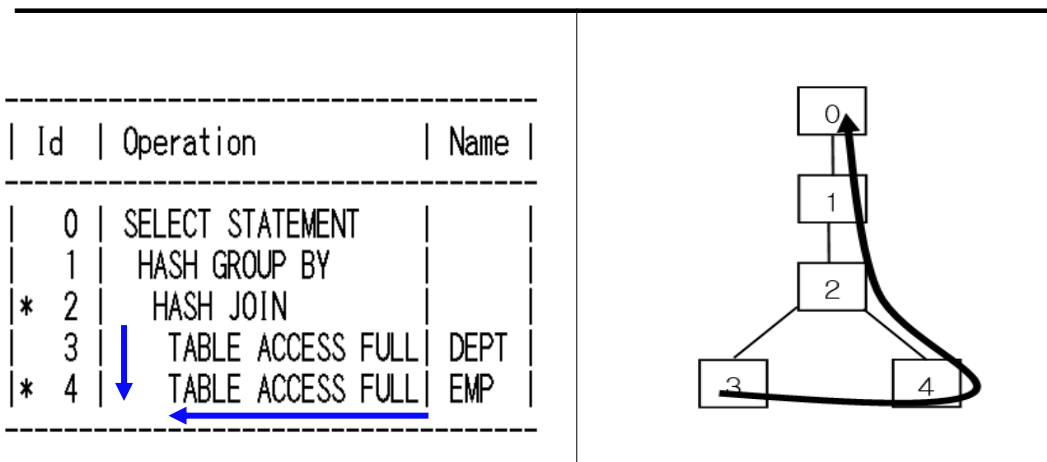 | Id | Operation | Name |
| 0 | SELECT STATEMENT | |
| 1 | HASH GROUP BY | |
|* 2 | HASH JOIN | |
| 3 | TABLE ACCESS FULL| DEPT |
|* 4 | TABLE ACCESS FULL| EMP |
0
1
2
3
4